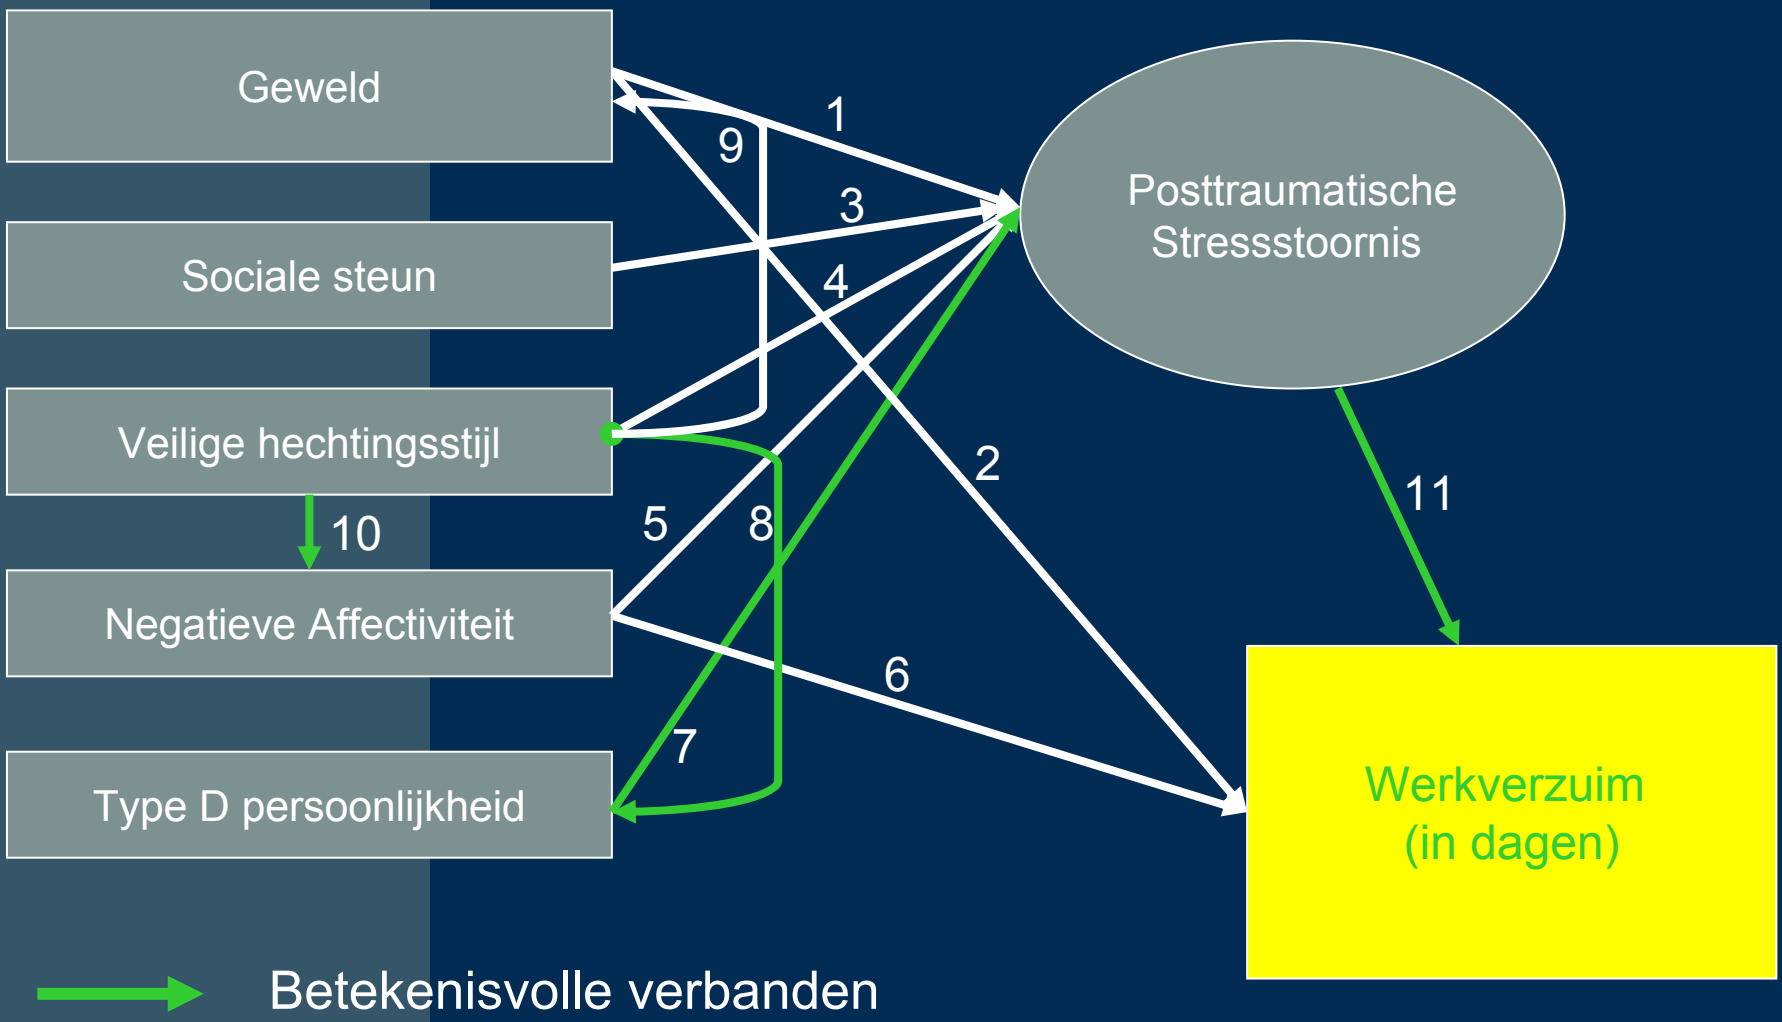 Geweld
Sociale steun
Veilige hechtingsstijl
Negatieve Affectiviteit
Type D persoonlijkheid
1
9
3
4
2
5
8
10
6
7
11
Posttraumatische
Stressstoornis
Werkverzuim
(in dagen)
Betekenisvolle verbanden